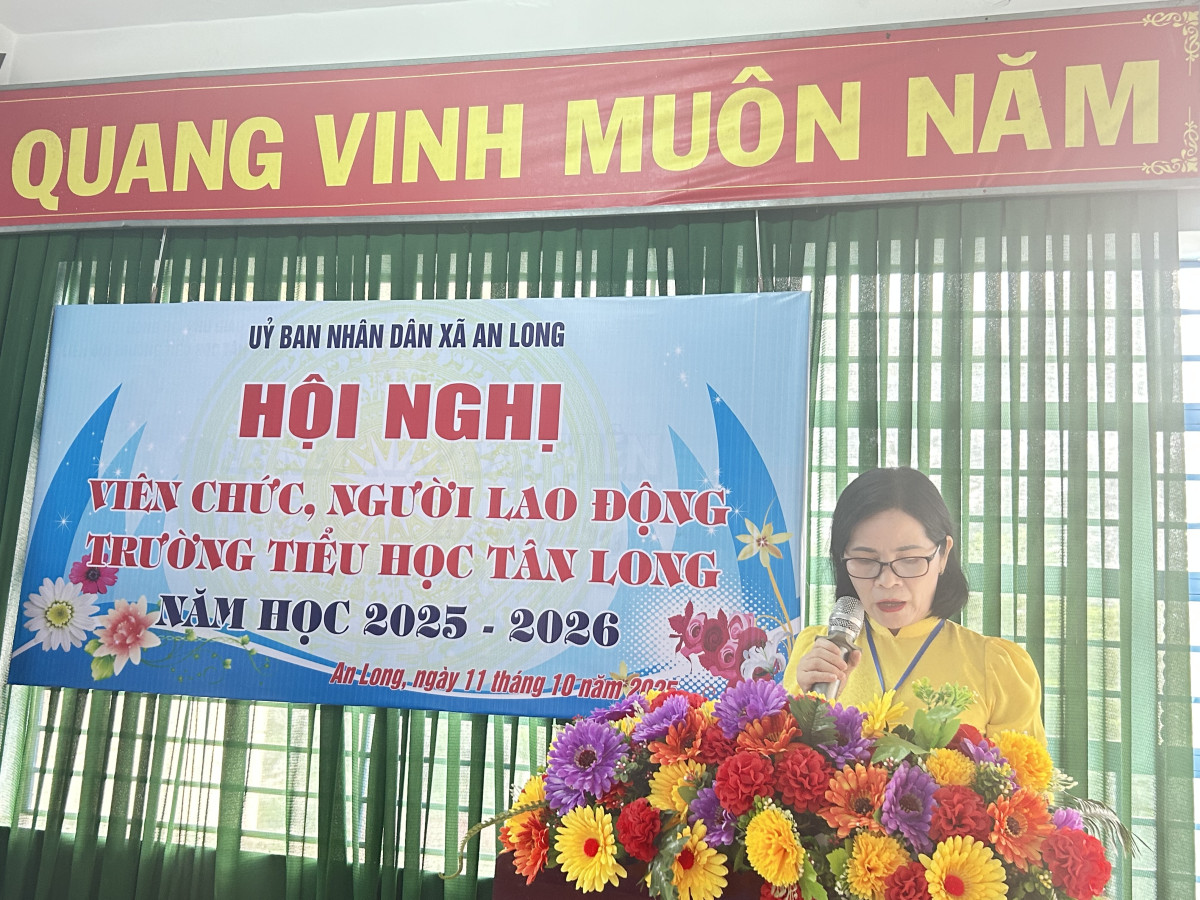 QUANG VINH MUÔN NĂM
UỶ BAN NHÂN DÂN XÃ AN LONG
HỘI NGHỊ
VIÊN CHỨC, NGƯỜI LAO ĐỘNG
TRƯỜNG TIỂU HỌC TÂN LONG
NĂM HỌC 2025 - 2026
An Long, ngày 11 tháng 10 năm 2025